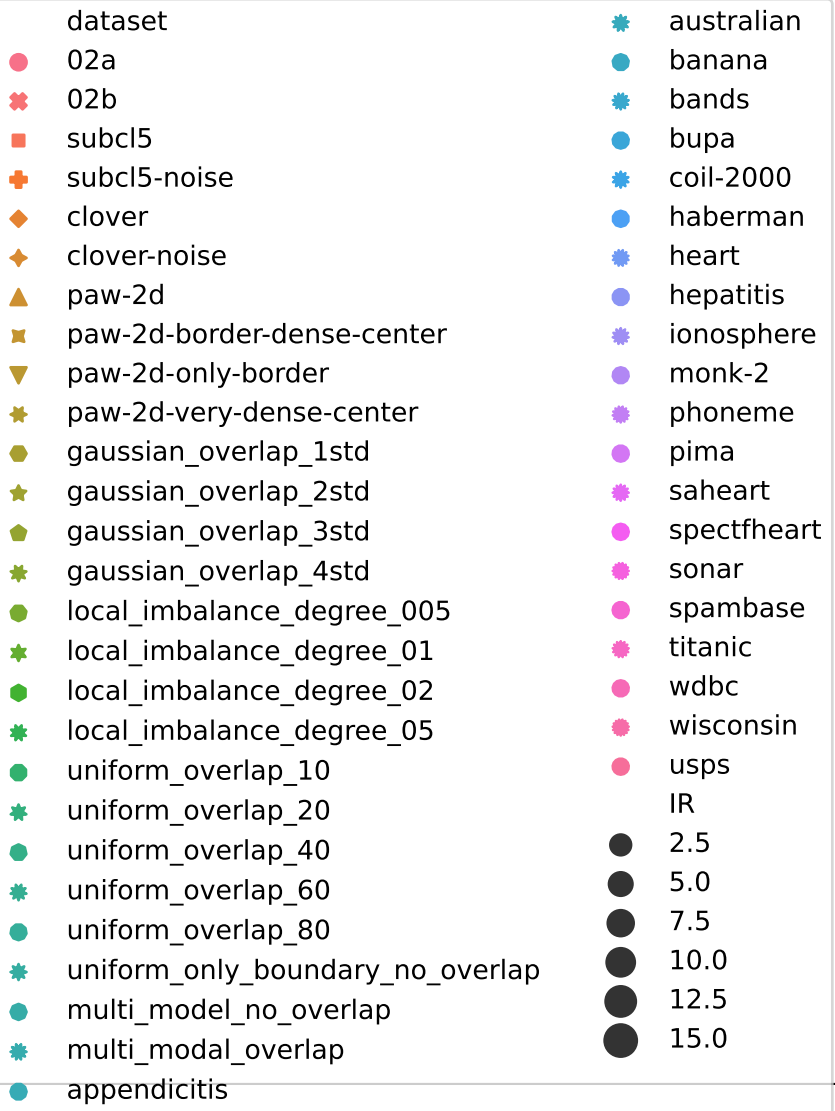 dataset
02a
02b
subcl5
subcl5-noise
clover
clover-noise
paw-2d
paw-2d-border-dense-center
paw-2d-only-border
paw-2d-very-dense-center
gaussian_overlap_1std
gaussian_overlap_2std
gaussian_overlap_3std
gaussian_overlap_4std
local_imbalance_degree_005
local_imbalance_degree_01
local_imbalance_degree_02
local_imbalance_degree_05
uniform_overlap_10
uniform_overlap_20
uniform_overlap_40
uniform_overlap_60
uniform_overlap_80
uniform_only_boundary_no_overlap
multi_model_no_overlap
multi_modal_overlap
appendicitis
australian
banana
bands
bupa
coil-2000
haberman
heart
hepatitis
ionosphere
monk-2
phoneme
pima
saheart
spectfheart
sonar
spambase
titanic
wdbc
wisconsin
usps
IR
2.5
5.0
7.5
10.0
12.5
15.0